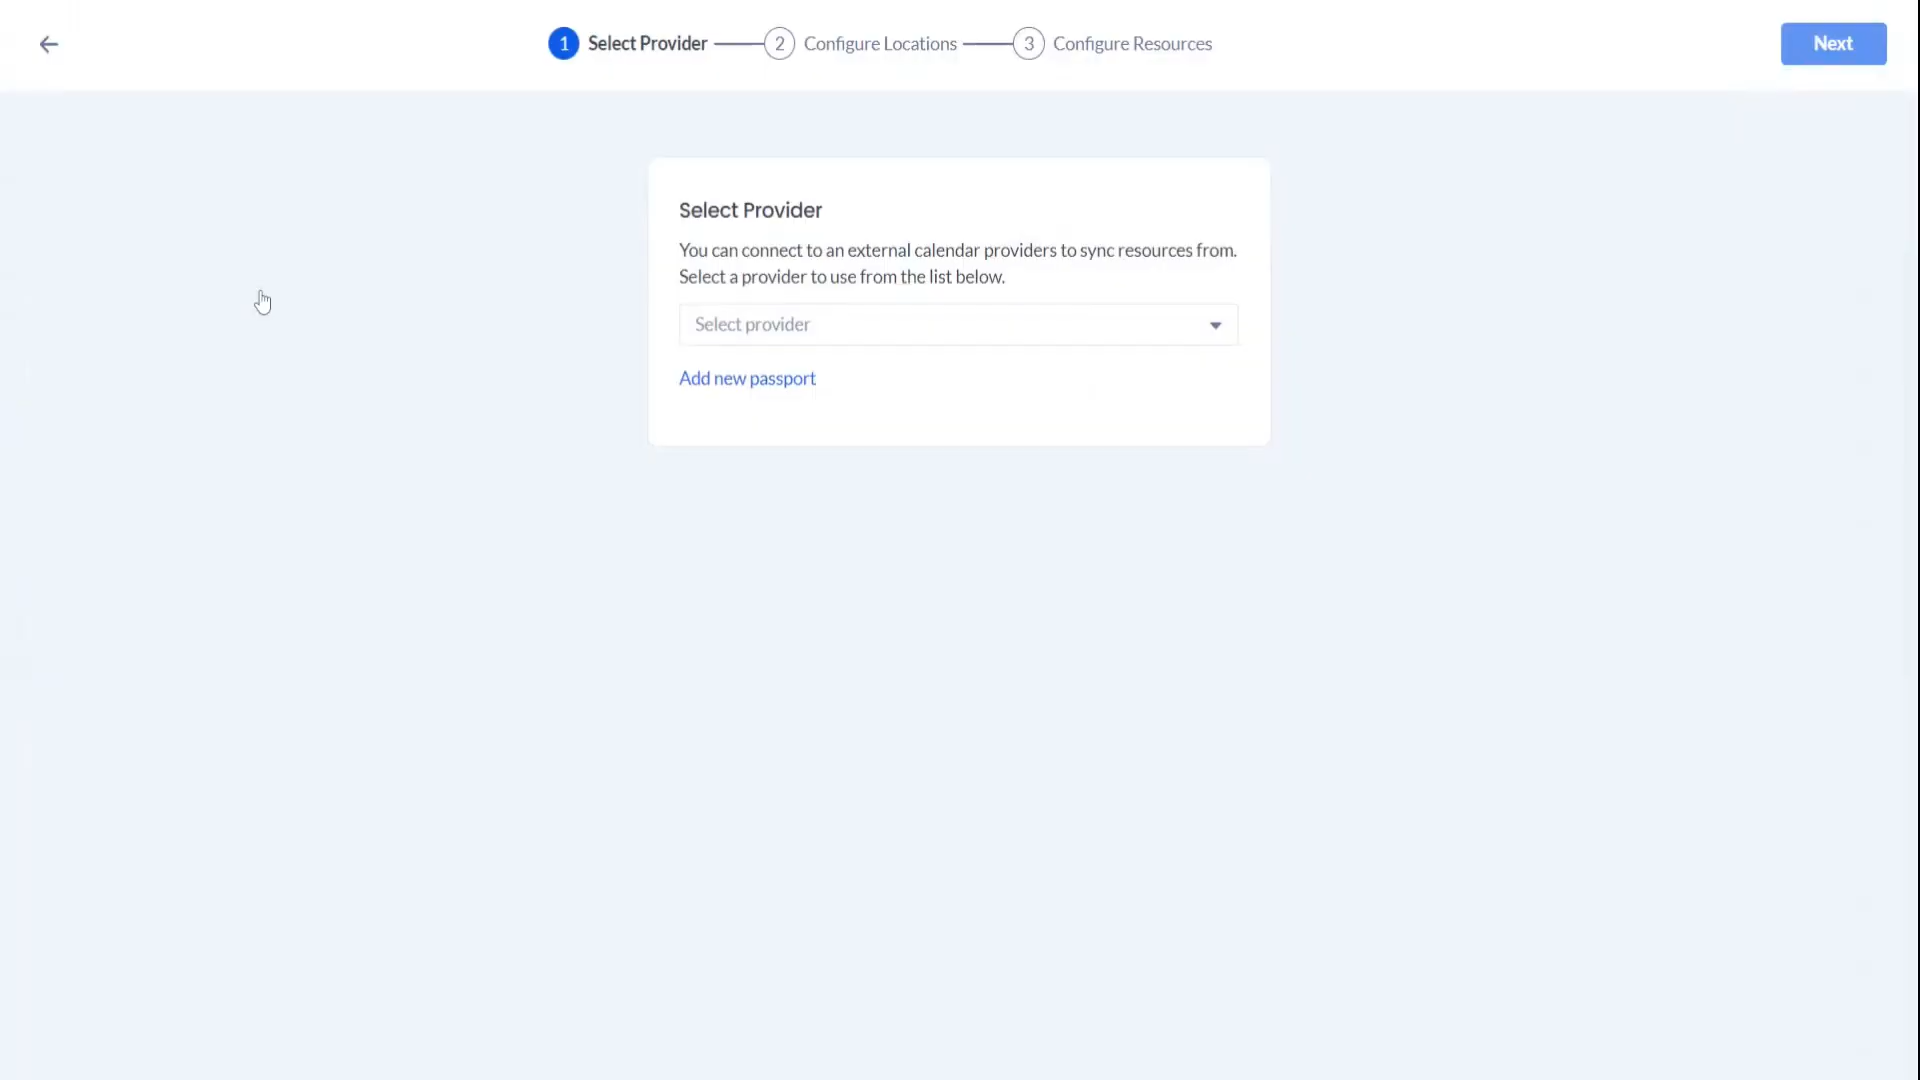 1 Select Provider 2 Configure Locations 3 Configure Resources
Next
Select Provider
You can connect to an external calendar providers to sync resources from.
Select a provider to use from the list below.
Select provider
Add new passport